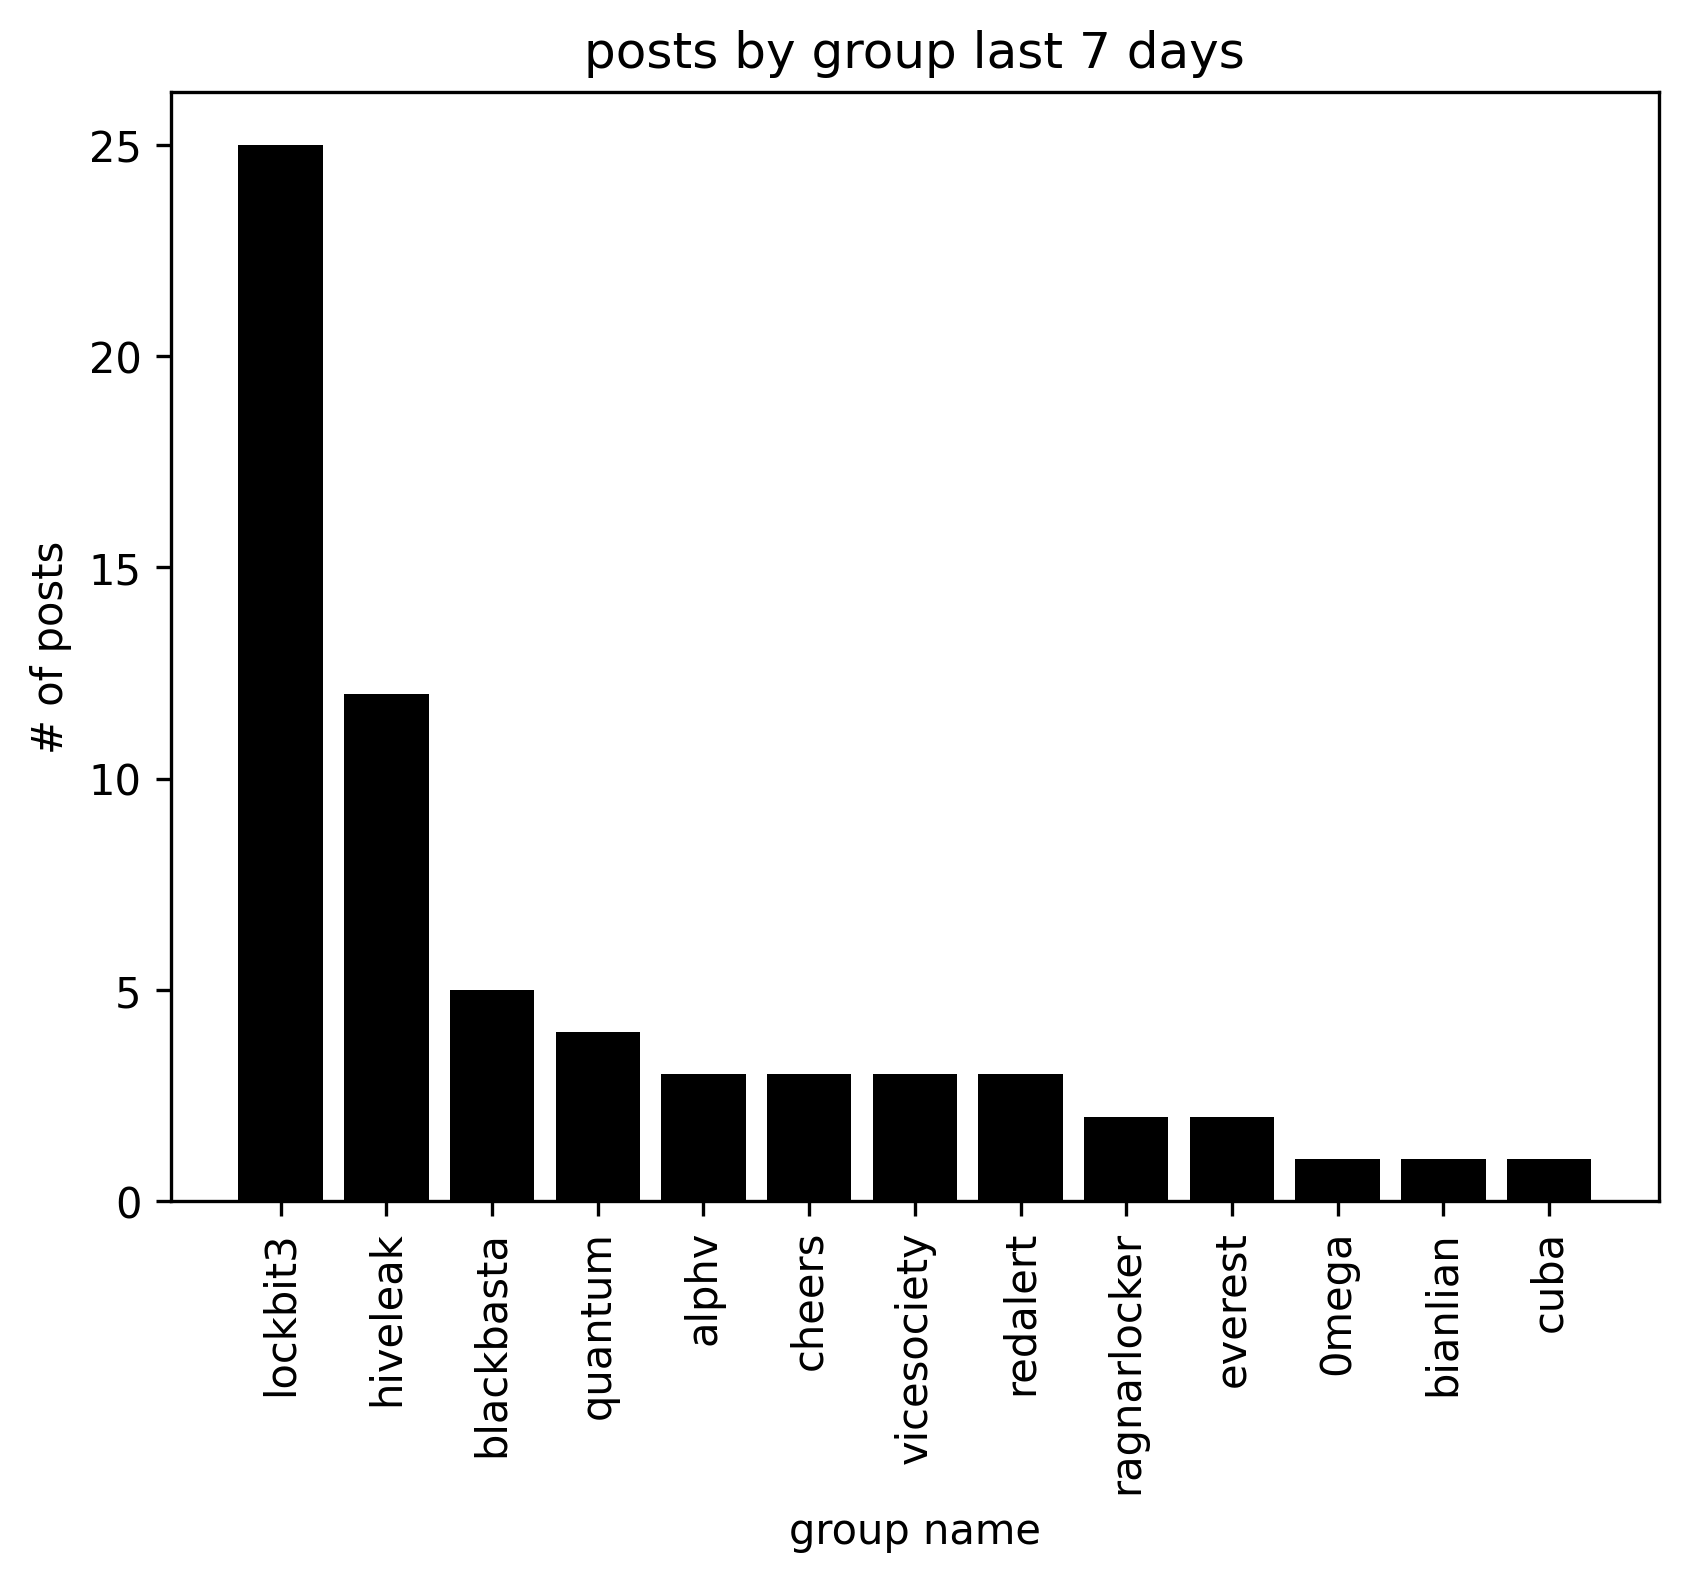 posts by group last 7 days
# of posts
25
20
15
10
5
0
lockbit3
hiveleak
blackbasta
quantum
alphv
cheers
vicesociety
redalert
ragnarlocker
everest
0mega
bianlian
cuba
group name